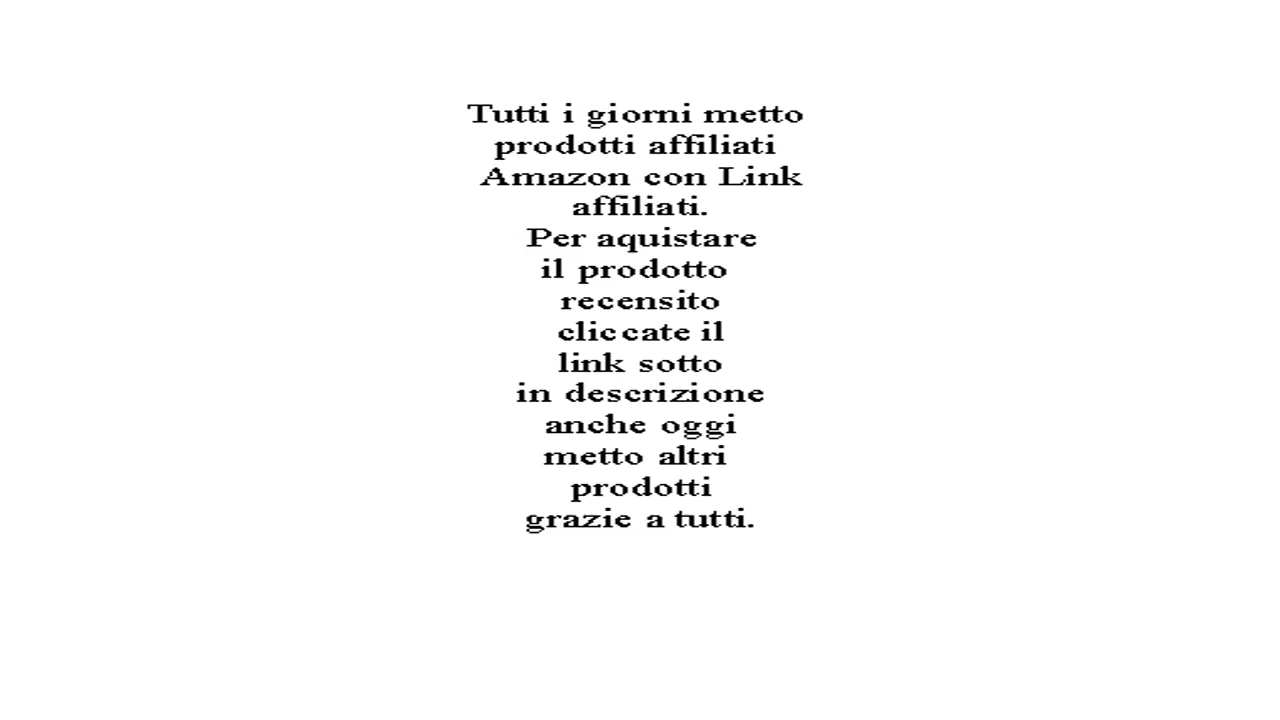 Tutti i giorni metto
prodotti affiliati
Amazon con Link
affiliati.
Per aquistare
il prodotto
recensito
cliccate il
link sotto
in descrizione
anche oggi
metto altri
prodotti
grazie a tutti.